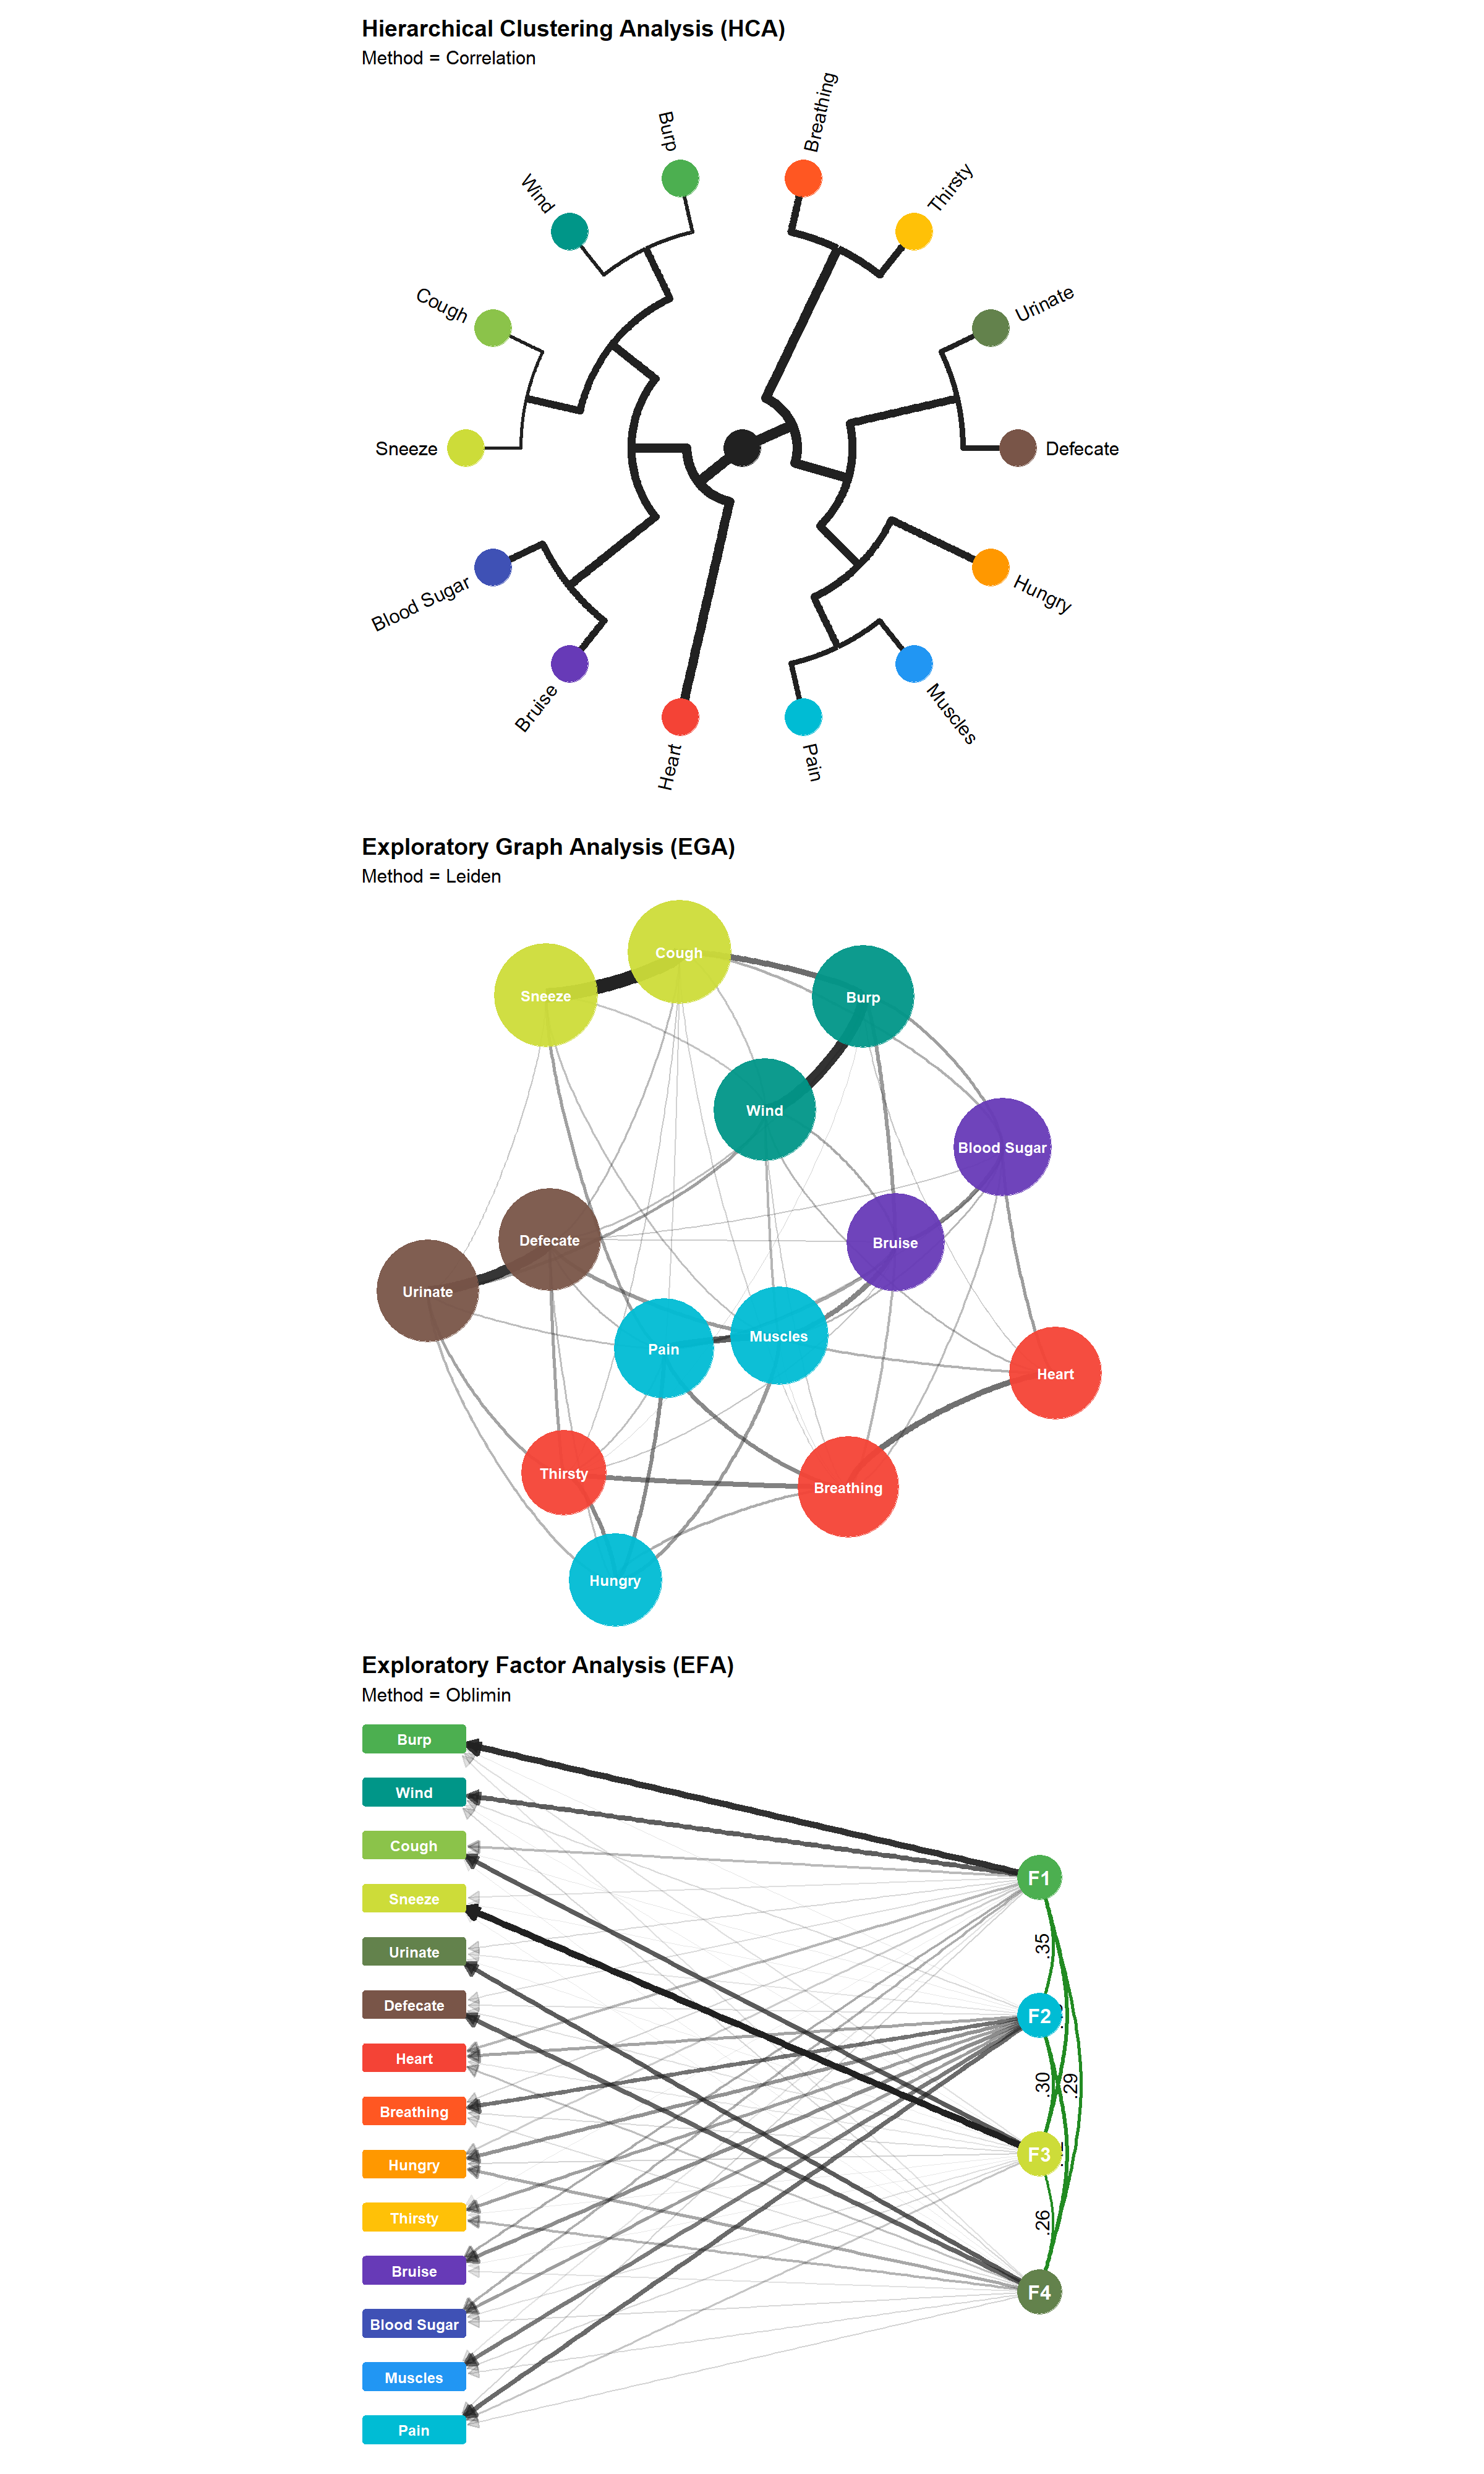 Hierarchical Clustering Analysis (HCA)
Method = Correlation
Breathing
Burp
Thirsty
Wind
Urinate
Cough
Sneeze
Defecate
Blood Sugar
Hungry
Bruise
Muscles
Heart
Pain
Exploratory Graph Analysis (EGA)
Method = Leiden
Cough
Sneeze
Burp
Wind
Blood Sugar
Defecate
Bruise
Urinate
Muscles
Pain
Heart
Thirsty
Breathing
Hungry
Exploratory Factor Analysis (EFA)
Method = Oblimin
Burp
Wind
Cough
F1
Sneeze
.35
Urinate
Defecate
F2
Heart
.30
.29
Breathing
F3
Hungry
Thirsty
.26
Bruise
F4
Blood Sugar
Muscles
Pain